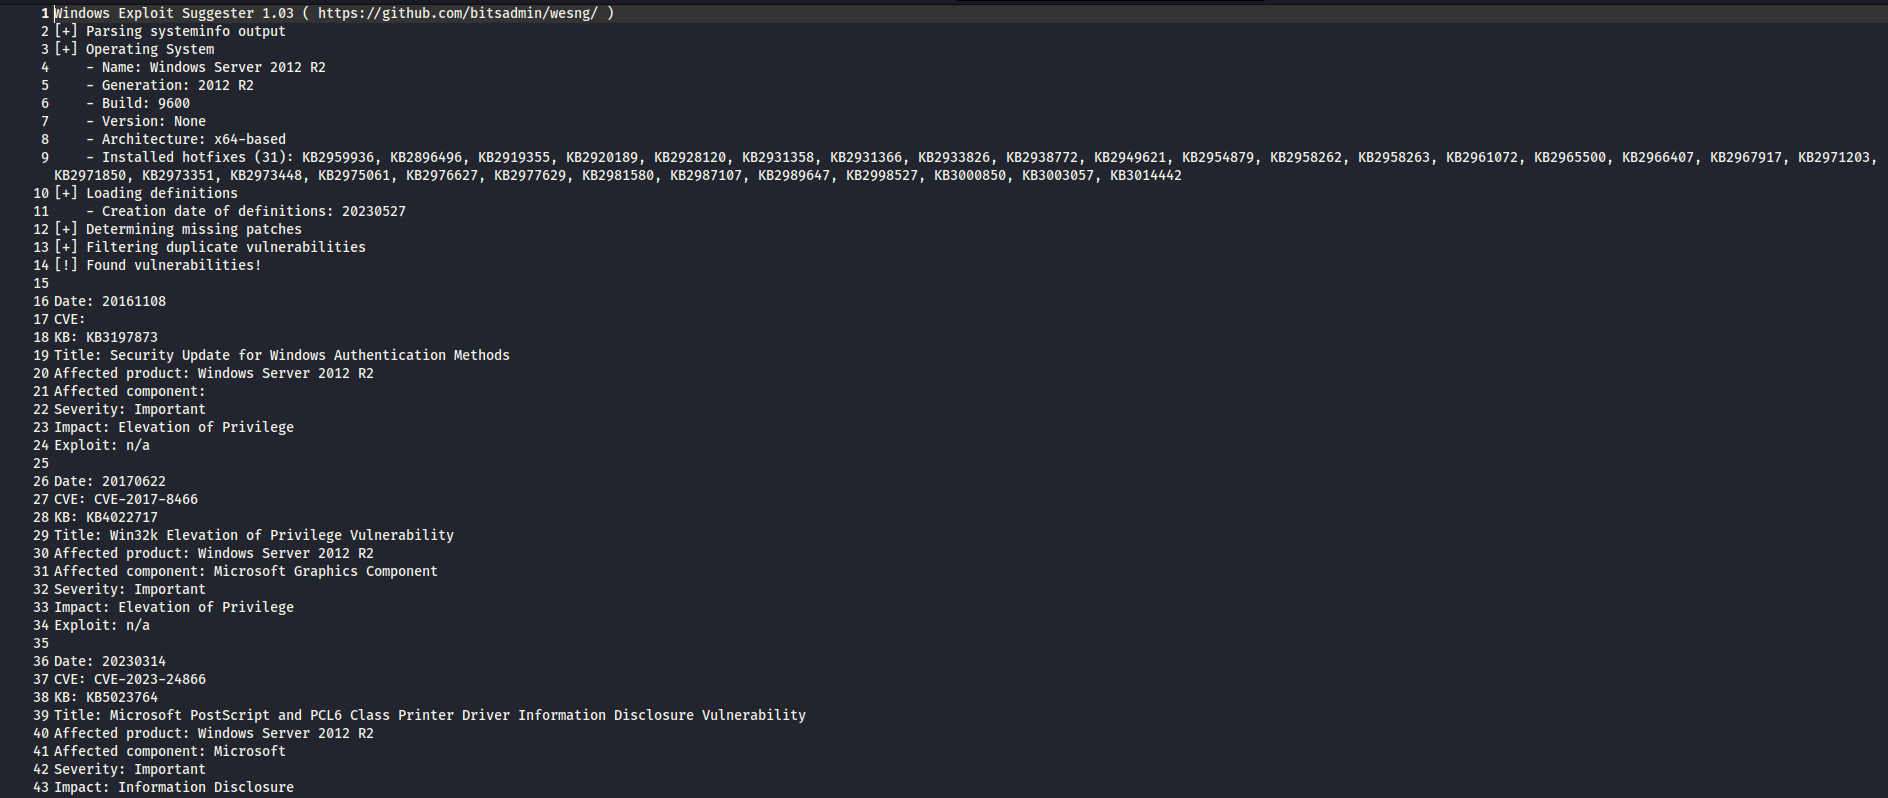 1 Windows Exploit Suggester 1.03 ( https://github.com/bitsadmin/wesng/ )
2 [+] Parsing systeminfo output
3 [+] Operating System
4     - Name: Windows Server 2012 R2
5     - Generation: 2012 R2
6     - Build: 9600
7     - Version: None
8     - Architecture: x64-based
9     - Installed hotfixes (31): KB2959936, KB2896496, KB2919355, KB2920189, KB2928120, KB2931358, KB2931366, KB2933826, KB2938772, KB2949621, KB2954879, KB2958262, KB2958263, KB2961072, KB2965500, KB2966407, KB2967917, KB2971203,
KB2971850, KB2973351, KB2973448, KB2975061, KB2976627, KB2977629, KB2981580, KB2987107, KB2989647, KB2998527, KB3000850, KB3003057, KB3014442
10 [+] Loading definitions
11     - Creation date of definitions: 20230527
12 [+] Determining missing patches
13 [+] Filtering duplicate vulnerabilities
14 [!] Found vulnerabilities!
15
16 Date: 20161108
17 CVE:
18 KB: KB3197873
19 Title: Security Update for Windows Authentication Methods
20 Affected product: Windows Server 2012 R2
21 Affected component:
22 Severity: Important
23 Impact: Elevation of Privilege
24 Exploit: n/a
25
26 Date: 20170622
27 CVE: CVE-2017-8466
28 KB: KB4022717
29 Title: Win32k Elevation of Privilege Vulnerability
30 Affected product: Windows Server 2012 R2
31 Affected component: Microsoft Graphics Component
32 Severity: Important
33 Impact: Elevation of Privilege
34 Exploit: n/a
35
36 Date: 20230314
37 CVE: CVE-2023-24866
38 KB: KB5023764
39 Title: Microsoft PostScript and PCL6 Class Printer Driver Information Disclosure Vulnerability
40 Affected product: Windows Server 2012 R2
41 Affected component: Microsoft
42 Severity: Important
43 Impact: Information Disclosure